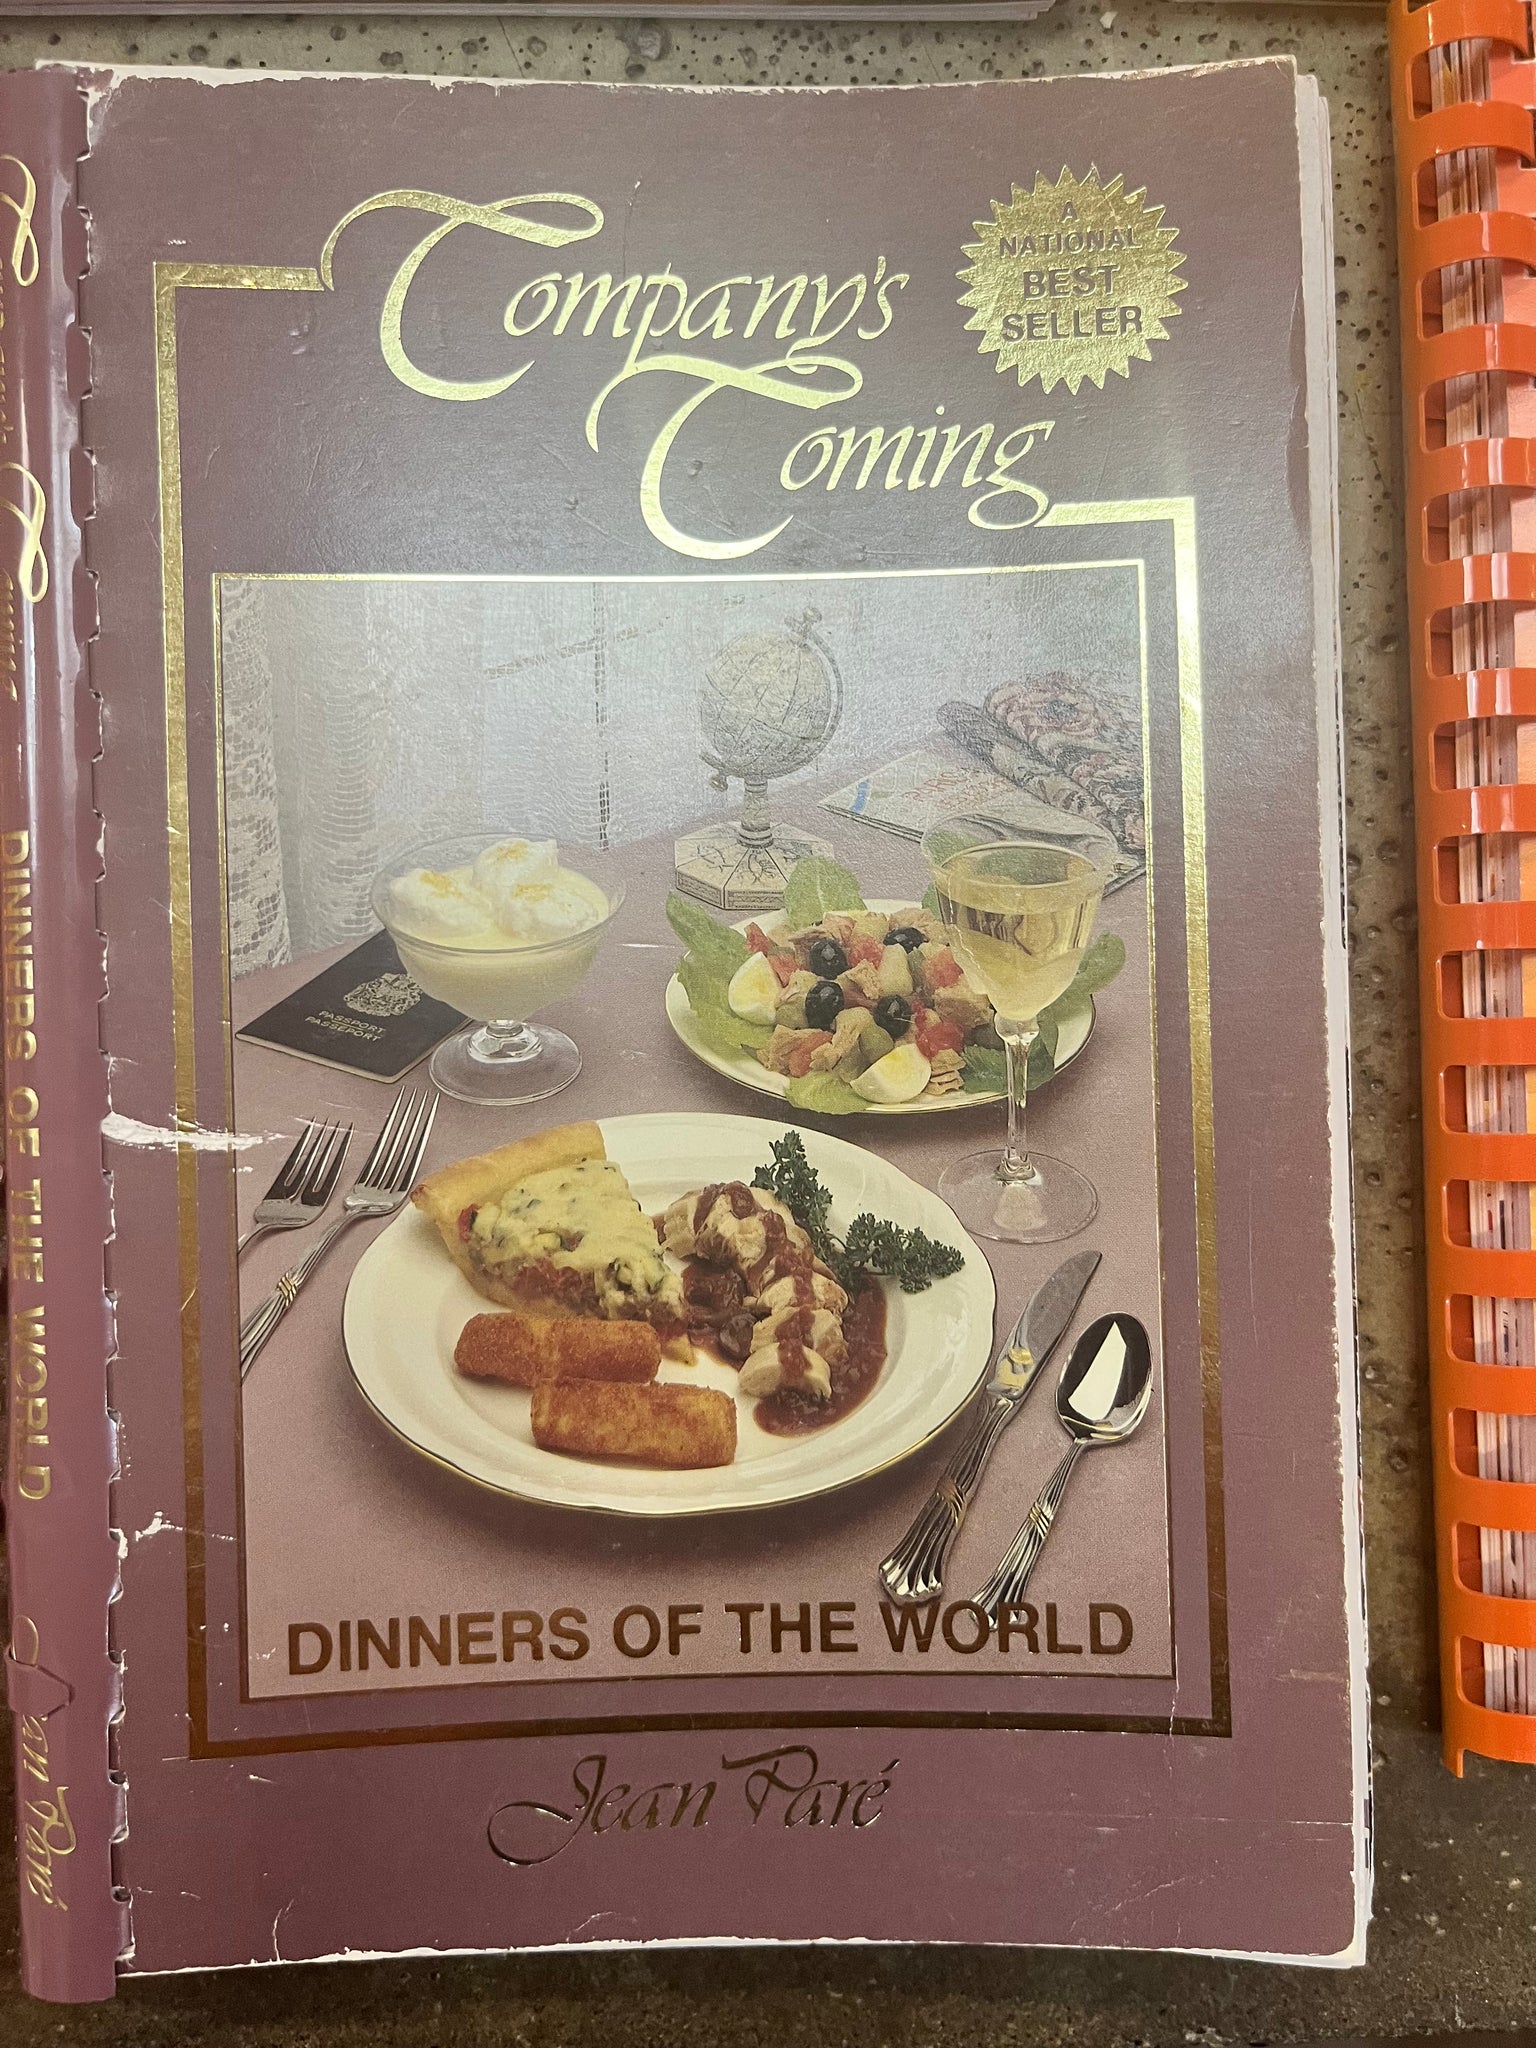 Company's
Coming
A
NATIONAL
BEST
SELLER
PASSPORT
PASSEPORT
DINNERS OF THE WORLD
Jean Paré
DINNERS OF THE WORLD